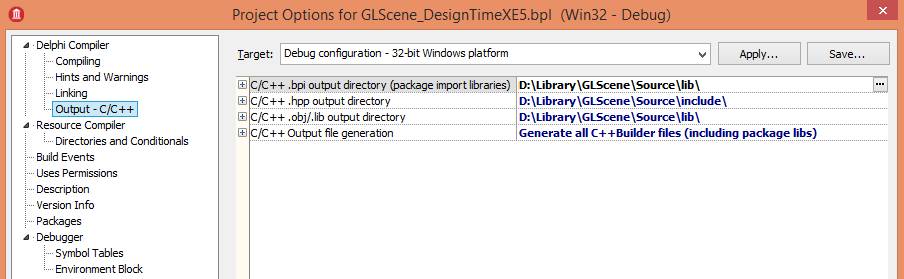 Project Options for GLScene_DesignTimeXE5.bpl (Win32 - Debug)
Delphi Compiler
Compiling
Hints and Warnings
Linking
Output - C/C++
Resource Compiler
Directories and Conditionals
Build Events
Uses Permissions
Description
Version Info
Packages
Debugger
Symbol Tables
Environment Block
Target: Debug configuration - 32-bit Windows platform Apply... Save...
C/C++ .bpi output directory (package import libraries) D:\Library\GLScene\Source\lib\ ...
C/C++ .hpp output directory D:\Library\GLScene\Source\include\
C/C++ .obj/.lib output directory D:\Library\GLScene\Source\lib\
C/C++ Output file generation Generate all C++Builder files (including package libs)